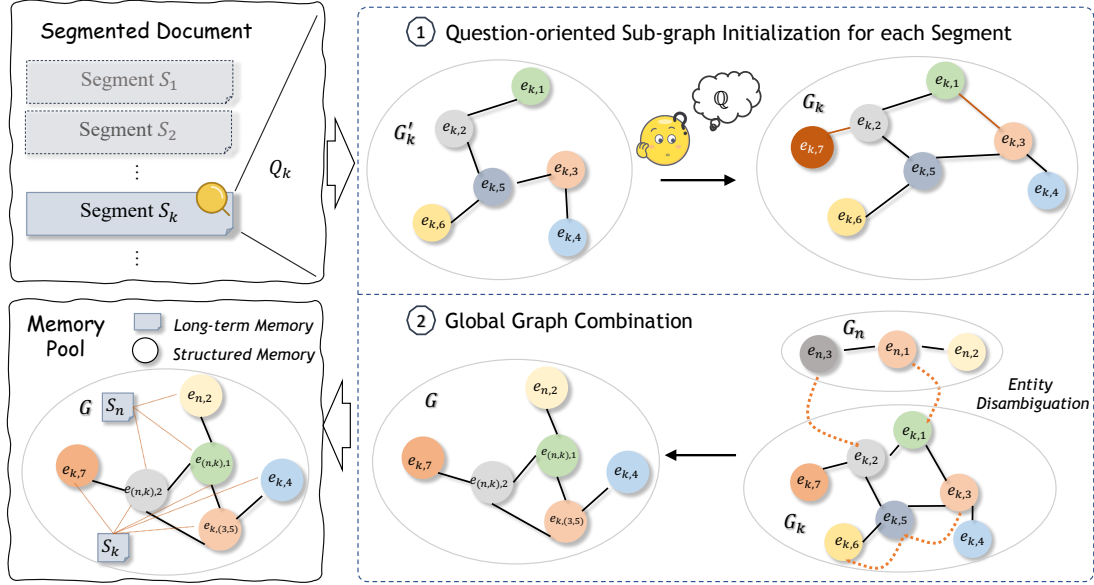 Segmented Document
Segment S₁
Segment S₂
⋮
Segment Sₖ
⋮
Qₖ
1 Question-oriented Sub-graph Initialization for each Segment
G′ₖ
eₖ,₁
eₖ,₂
eₖ,₃
eₖ,₅
eₖ,₆
eₖ,₄
ℚ
Gₖ
eₖ,₁
eₖ,₂
eₖ,₇
eₖ,₃
eₖ,₅
eₖ,₄
eₖ,₆
Memory Pool
Long-term Memory
Structured Memory
G
Sₙ
eₙ,₂
eₖ,₇
e₍ₙ,ₖ₎,₁
e₍ₙ,ₖ₎,₂
eₖ,₄
eₖ,₍₃,₅₎
Sₖ
2 Global Graph Combination
G
eₙ,₂
eₖ,₇
e₍ₙ,ₖ₎,₁
e₍ₙ,ₖ₎,₂
eₖ,₄
eₖ,₍₃,₅₎
Gₙ
eₙ,₃
eₙ,₁
eₙ,₂
Entity
Disambiguation
eₖ,₁
eₖ,₂
eₖ,₇
eₖ,₃
Gₖ
eₖ,₅
eₖ,₆
eₖ,₄